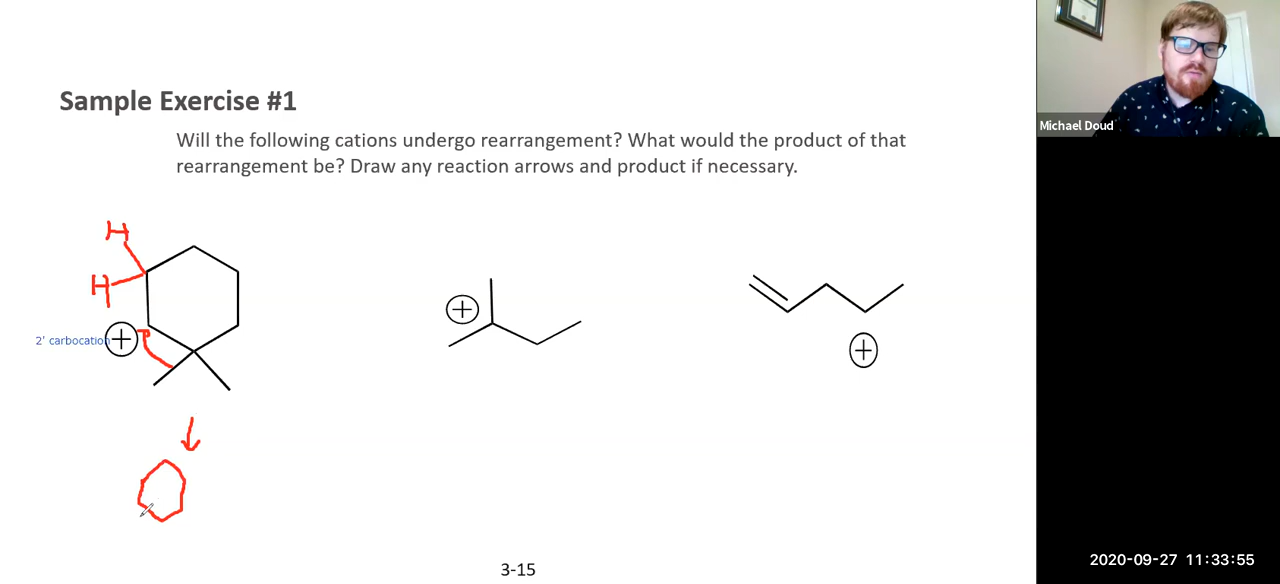 Sample Exercise #1
Will the following cations undergo rearrangement? What would the product of that
rearrangement be? Draw any reaction arrows and product if necessary.
Michael Doud
H
H
2' carbocation
+
+
+
3-15
2020-09-27 11:33:55